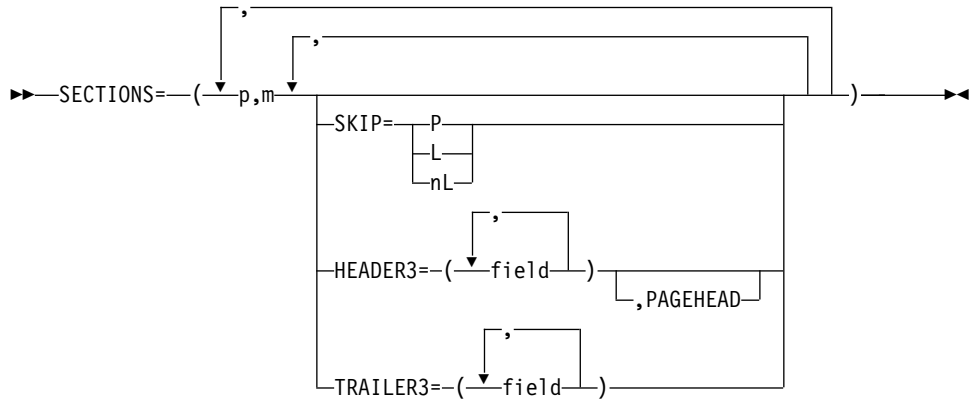 ,
,
SECTIONS= ( p,m )
SKIP= P
L
nL
,
HEADER3= ( field )
,PAGEHEAD
,
TRAILER3= ( field )